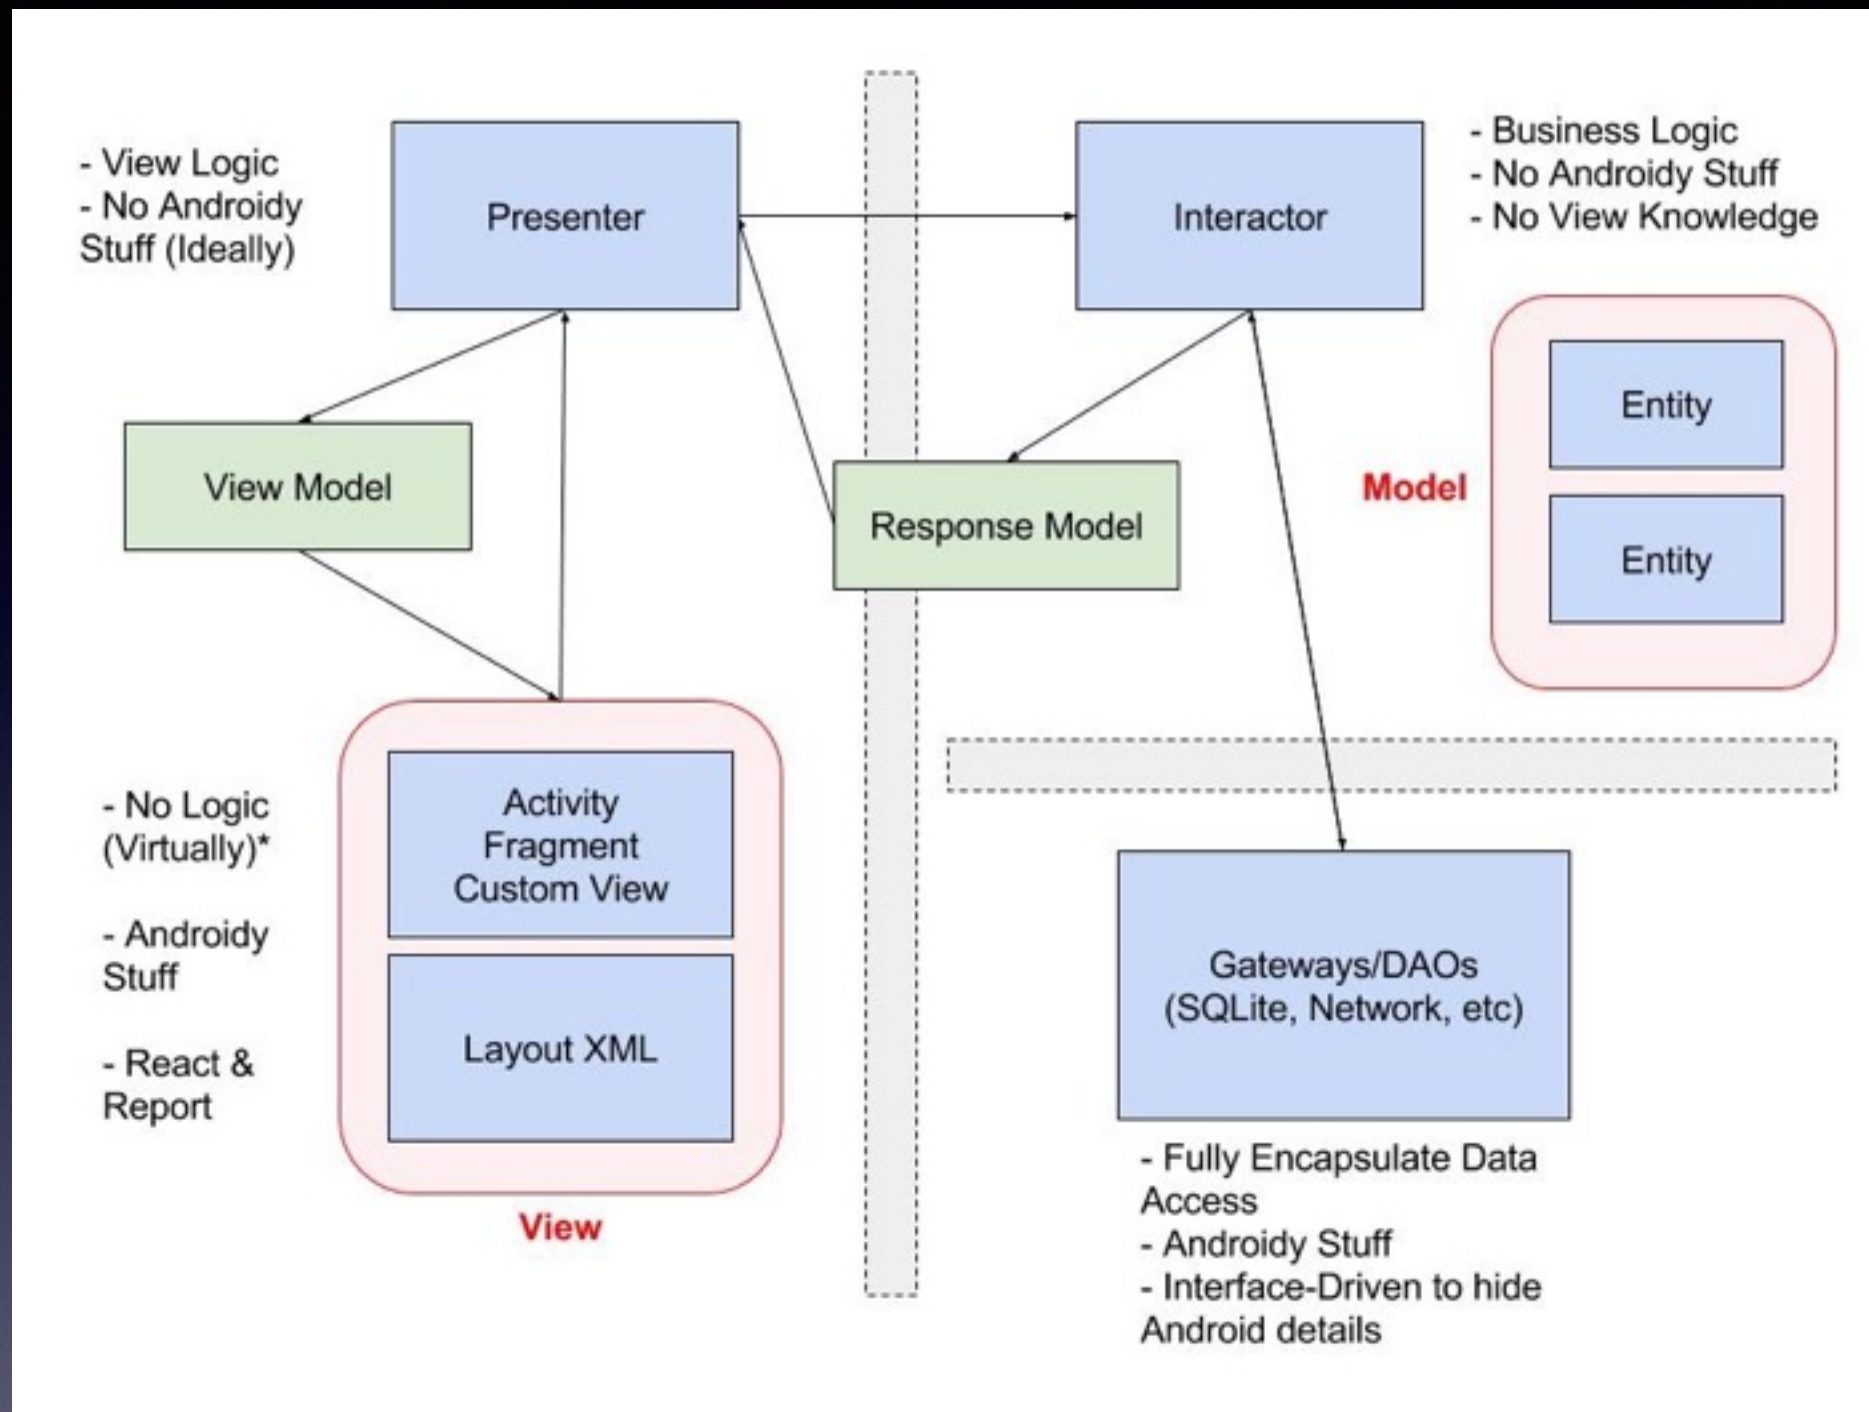 - View Logic
- No Androidy
Stuff (Ideally)
Presenter
Interactor
- Business Logic
- No Androidy Stuff
- No View Knowledge
View Model
Response Model
Model
Entity
Entity
- No Logic
(Virtually)*
- Androidy
Stuff
- React &
Report
Activity
Fragment
Custom View
Layout XML
View
Gateways/DAOs
(SQLite, Network, etc)
- Fully Encapsulate Data
Access
- Androidy Stuff
- Interface-Driven to hide
Android details